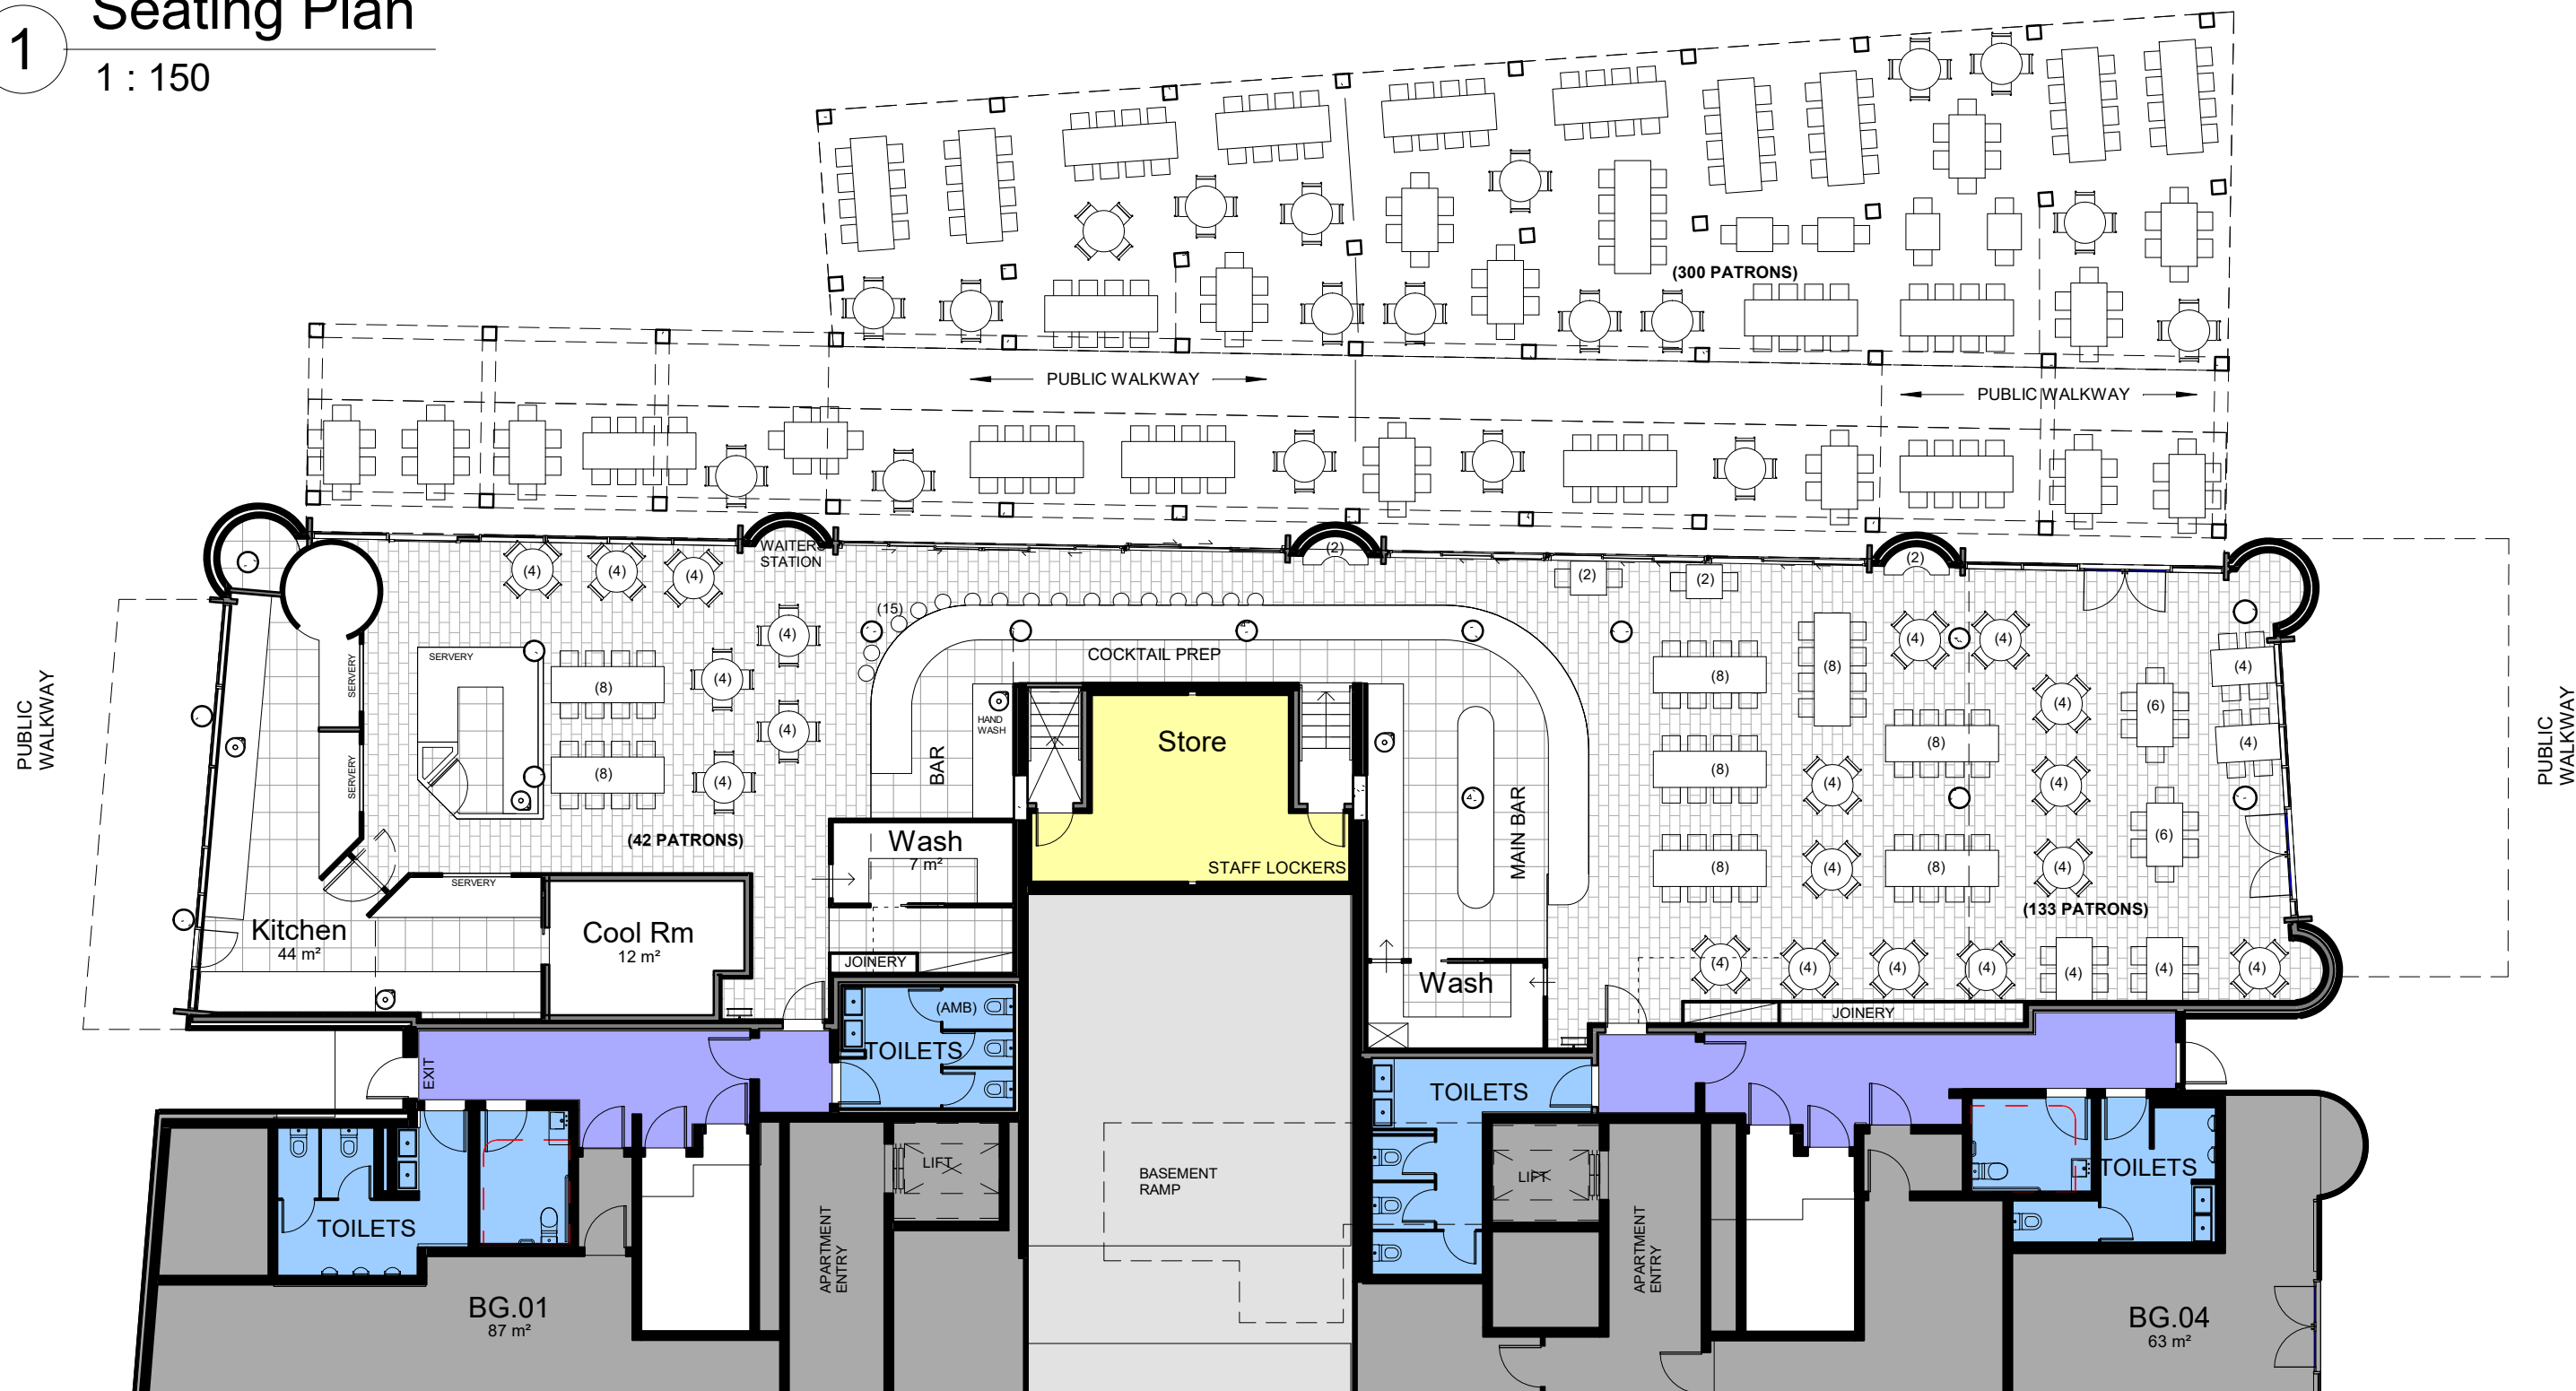 Seating Plan
1
1 : 150
(300 PATRONS)
PUBLIC WALKWAY
PUBLIC WALKWAY
WAITERS
STATION
(2)
(2)
(4)
(4)
(4)
(2)
(2)
(15)
(4)
(4)
(4)
SERVERY
SERVERY
COCKTAIL PREP
(4)
(8)
(4)
(8)
(8)
(4)
(4)
(6)
PUBLIC
WALKWAY
HAND
WASH
Store
(4)
(8)
(4)
PUBLIC
WALKWAY
SERVERY
(8)
(4)
BAR
(8)
(4)
(4)
MAIN BAR
(42 PATRONS)
Wash
7 m²
(6)
STAFF LOCKERS
(8)
(4)
(8)
(4)
SERVERY
(133 PATRONS)
Kitchen
44 m²
Cool Rm
12 m²
JOINERY
Wash
(4)
(4)
(4)
(4)
(4)
(4)
(4)
JOINERY
(AMB)
TOILETS
EXIT
TOILETS
LIFT
LIFT
BASEMENT
RAMP
TOILETS
TOILETS
APARTMENT
ENTRY
APARTMENT
ENTRY
BG.01
87 m²
BG.04
63 m²